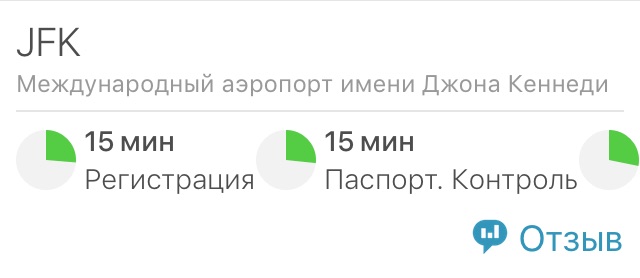 JFK
Международный аэропорт имени Джона Кеннеди
15 мин 15 мин
Регистрация Паспорт. Контроль
Отзыв